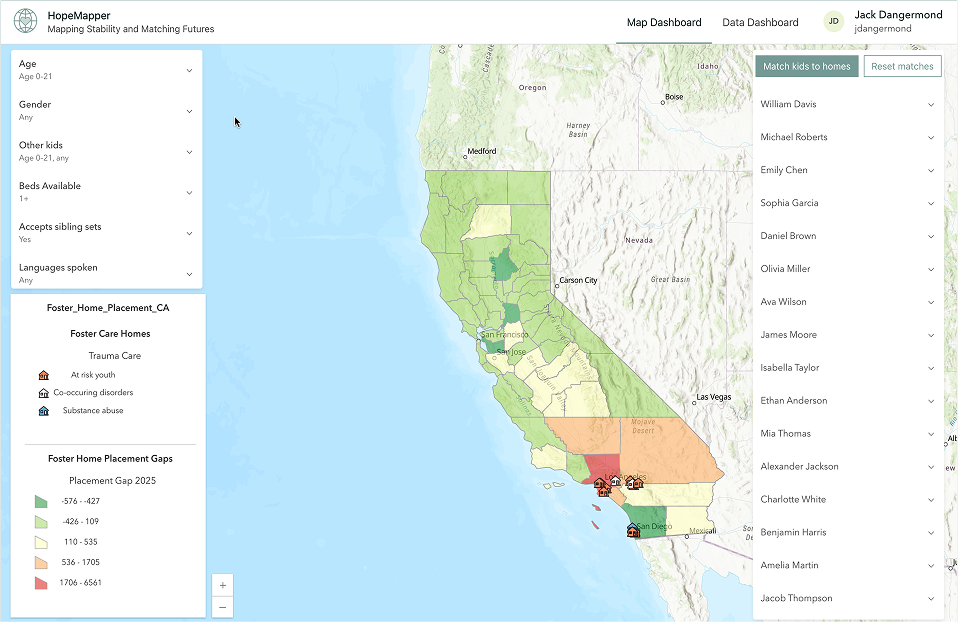 HopeMapper
Mapping Stability and Matching Futures
Map Dashboard
Data Dashboard
JD
Jack Dangermond
jdangermond
Age
Age 0-21
Gender
Any
Other kids
Age 0-21, any
Beds Available
1+
Accepts sibling sets
Yes
Languages spoken
Any
Foster_Home_Placement_CA
Foster Care Homes
Trauma Care
At risk youth
Co-occuring disorders
Substance abuse
Foster Home Placement Gaps
Placement Gap 2025
-576 - -427
-426 - 109
110 - 535
536 - 1705
1706 - 6561
+
−
Cascade
Idaho
Oregon
Boise
Harney
Basin
Medford
Nevada
Great Basin
Carson City
San Francisco
San Jose
Las Vegas
Mojave
Desert
Los Angeles
San Diego
Mexicali
Match kids to homes
Reset matches
William Davis
Michael Roberts
Emily Chen
Sophia Garcia
Daniel Brown
Olivia Miller
Ava Wilson
James Moore
Isabella Taylor
Ethan Anderson
Mia Thomas
Alexander Jackson
Charlotte White
Benjamin Harris
Amelia Martin
Jacob Thompson